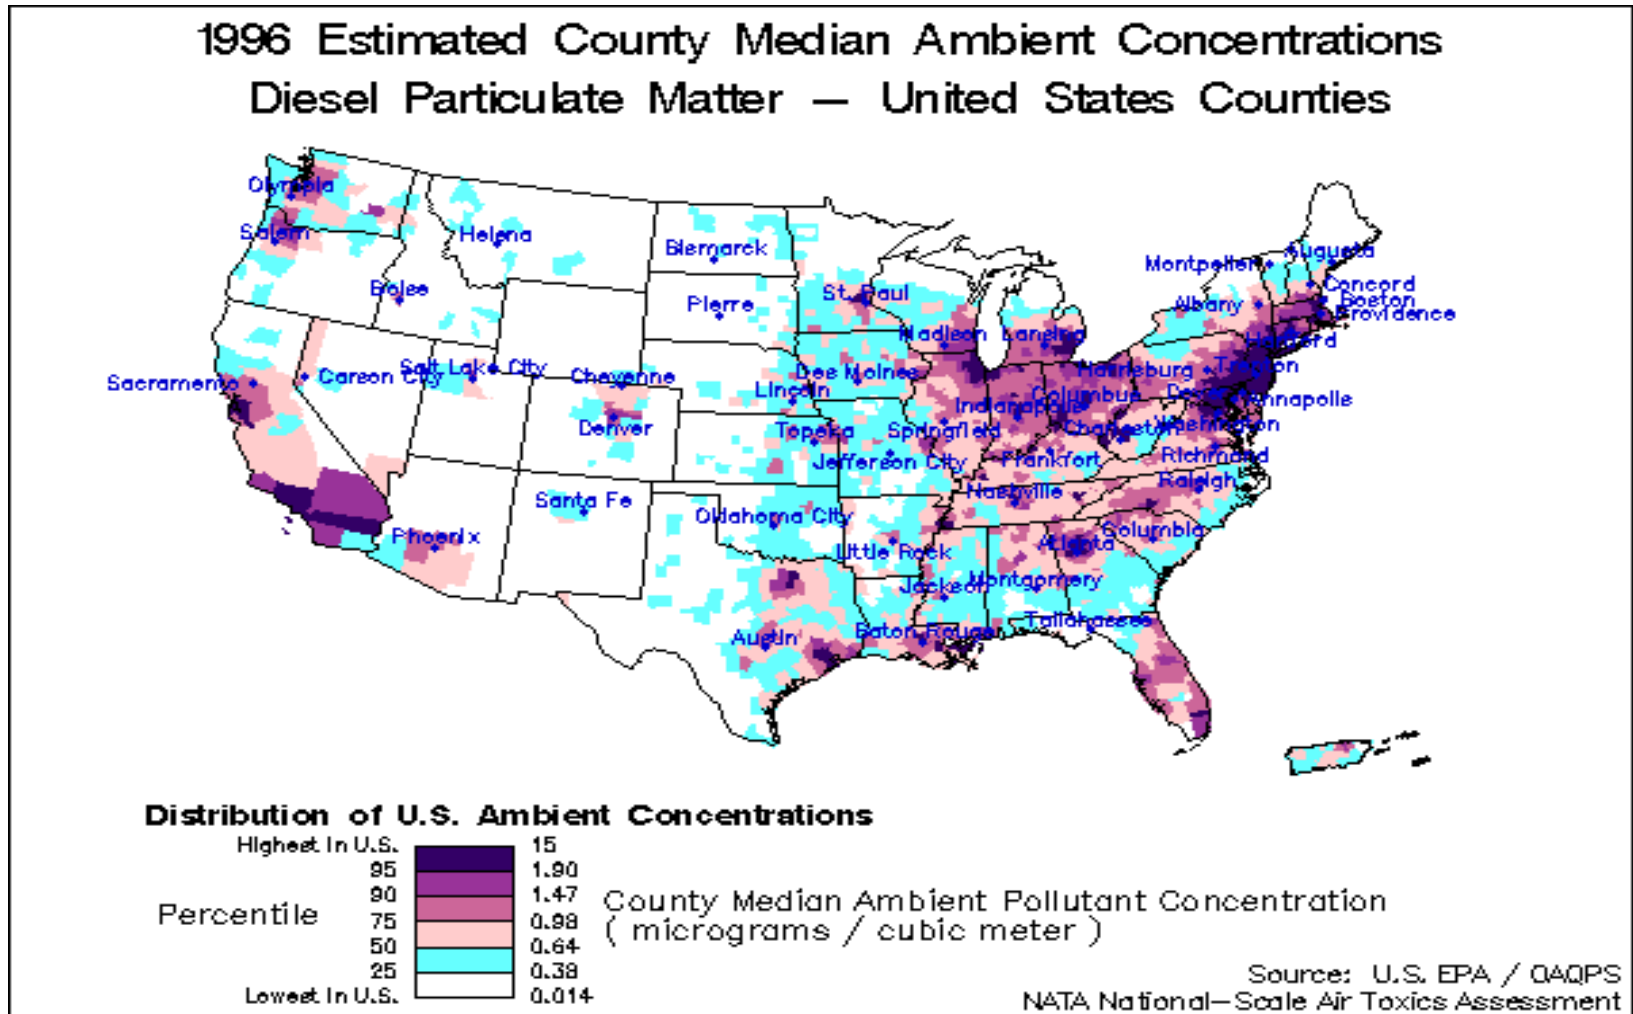 1996 Estimated County Median Ambient Concentrations
Diesel Particulate Matter — United States Counties
Olympia
Salem
Helena
Bismarck
Augusta
Montpelier
Concord
Boise
Pierre
St. Paul
Albany
Boston
Providence
Madison
Lansing
Hartford
Sacramento
Carson City
Salt Lake City
Cheyenne
Des Moines
Harrisburg
Trenton
Lincoln
Columbus
Indianapolis
Annapolis
Denver
Topeka
Springfield
Charleston
Washington
Jefferson City
Frankfort
Richmond
Santa Fe
Nashville
Raleigh
Phoenix
Oklahoma City
Little Rock
Atlanta
Columbia
Jackson
Montgomery
Austin
Baton Rouge
Tallahassee
Distribution of U.S. Ambient Concentrations
Highest in U.S. 15
95 1.90
90 1.47
75 0.98
50 0.64
25 0.38
Lowest in U.S. 0.014
Percentile
County Median Ambient Pollutant Concentration
( micrograms / cubic meter )
Source: U.S. EPA / OAQPS
NATA National-Scale Air Toxics Assessment